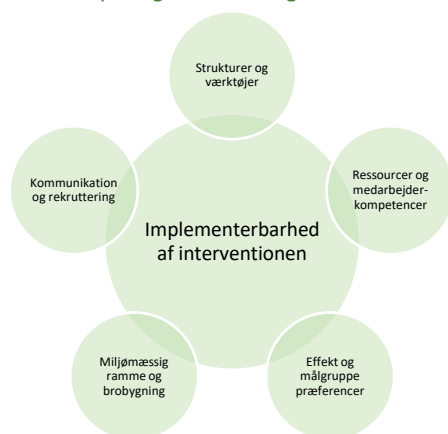 Strukturer og
værktøjer
Kommunikation
og rekruttering
Ressourcer og
medarbejder-
kompetencer
Implementerbarhed
af interventionen
Miljømæssig
ramme og
brobygning
Effekt og
målgruppe
præferencer